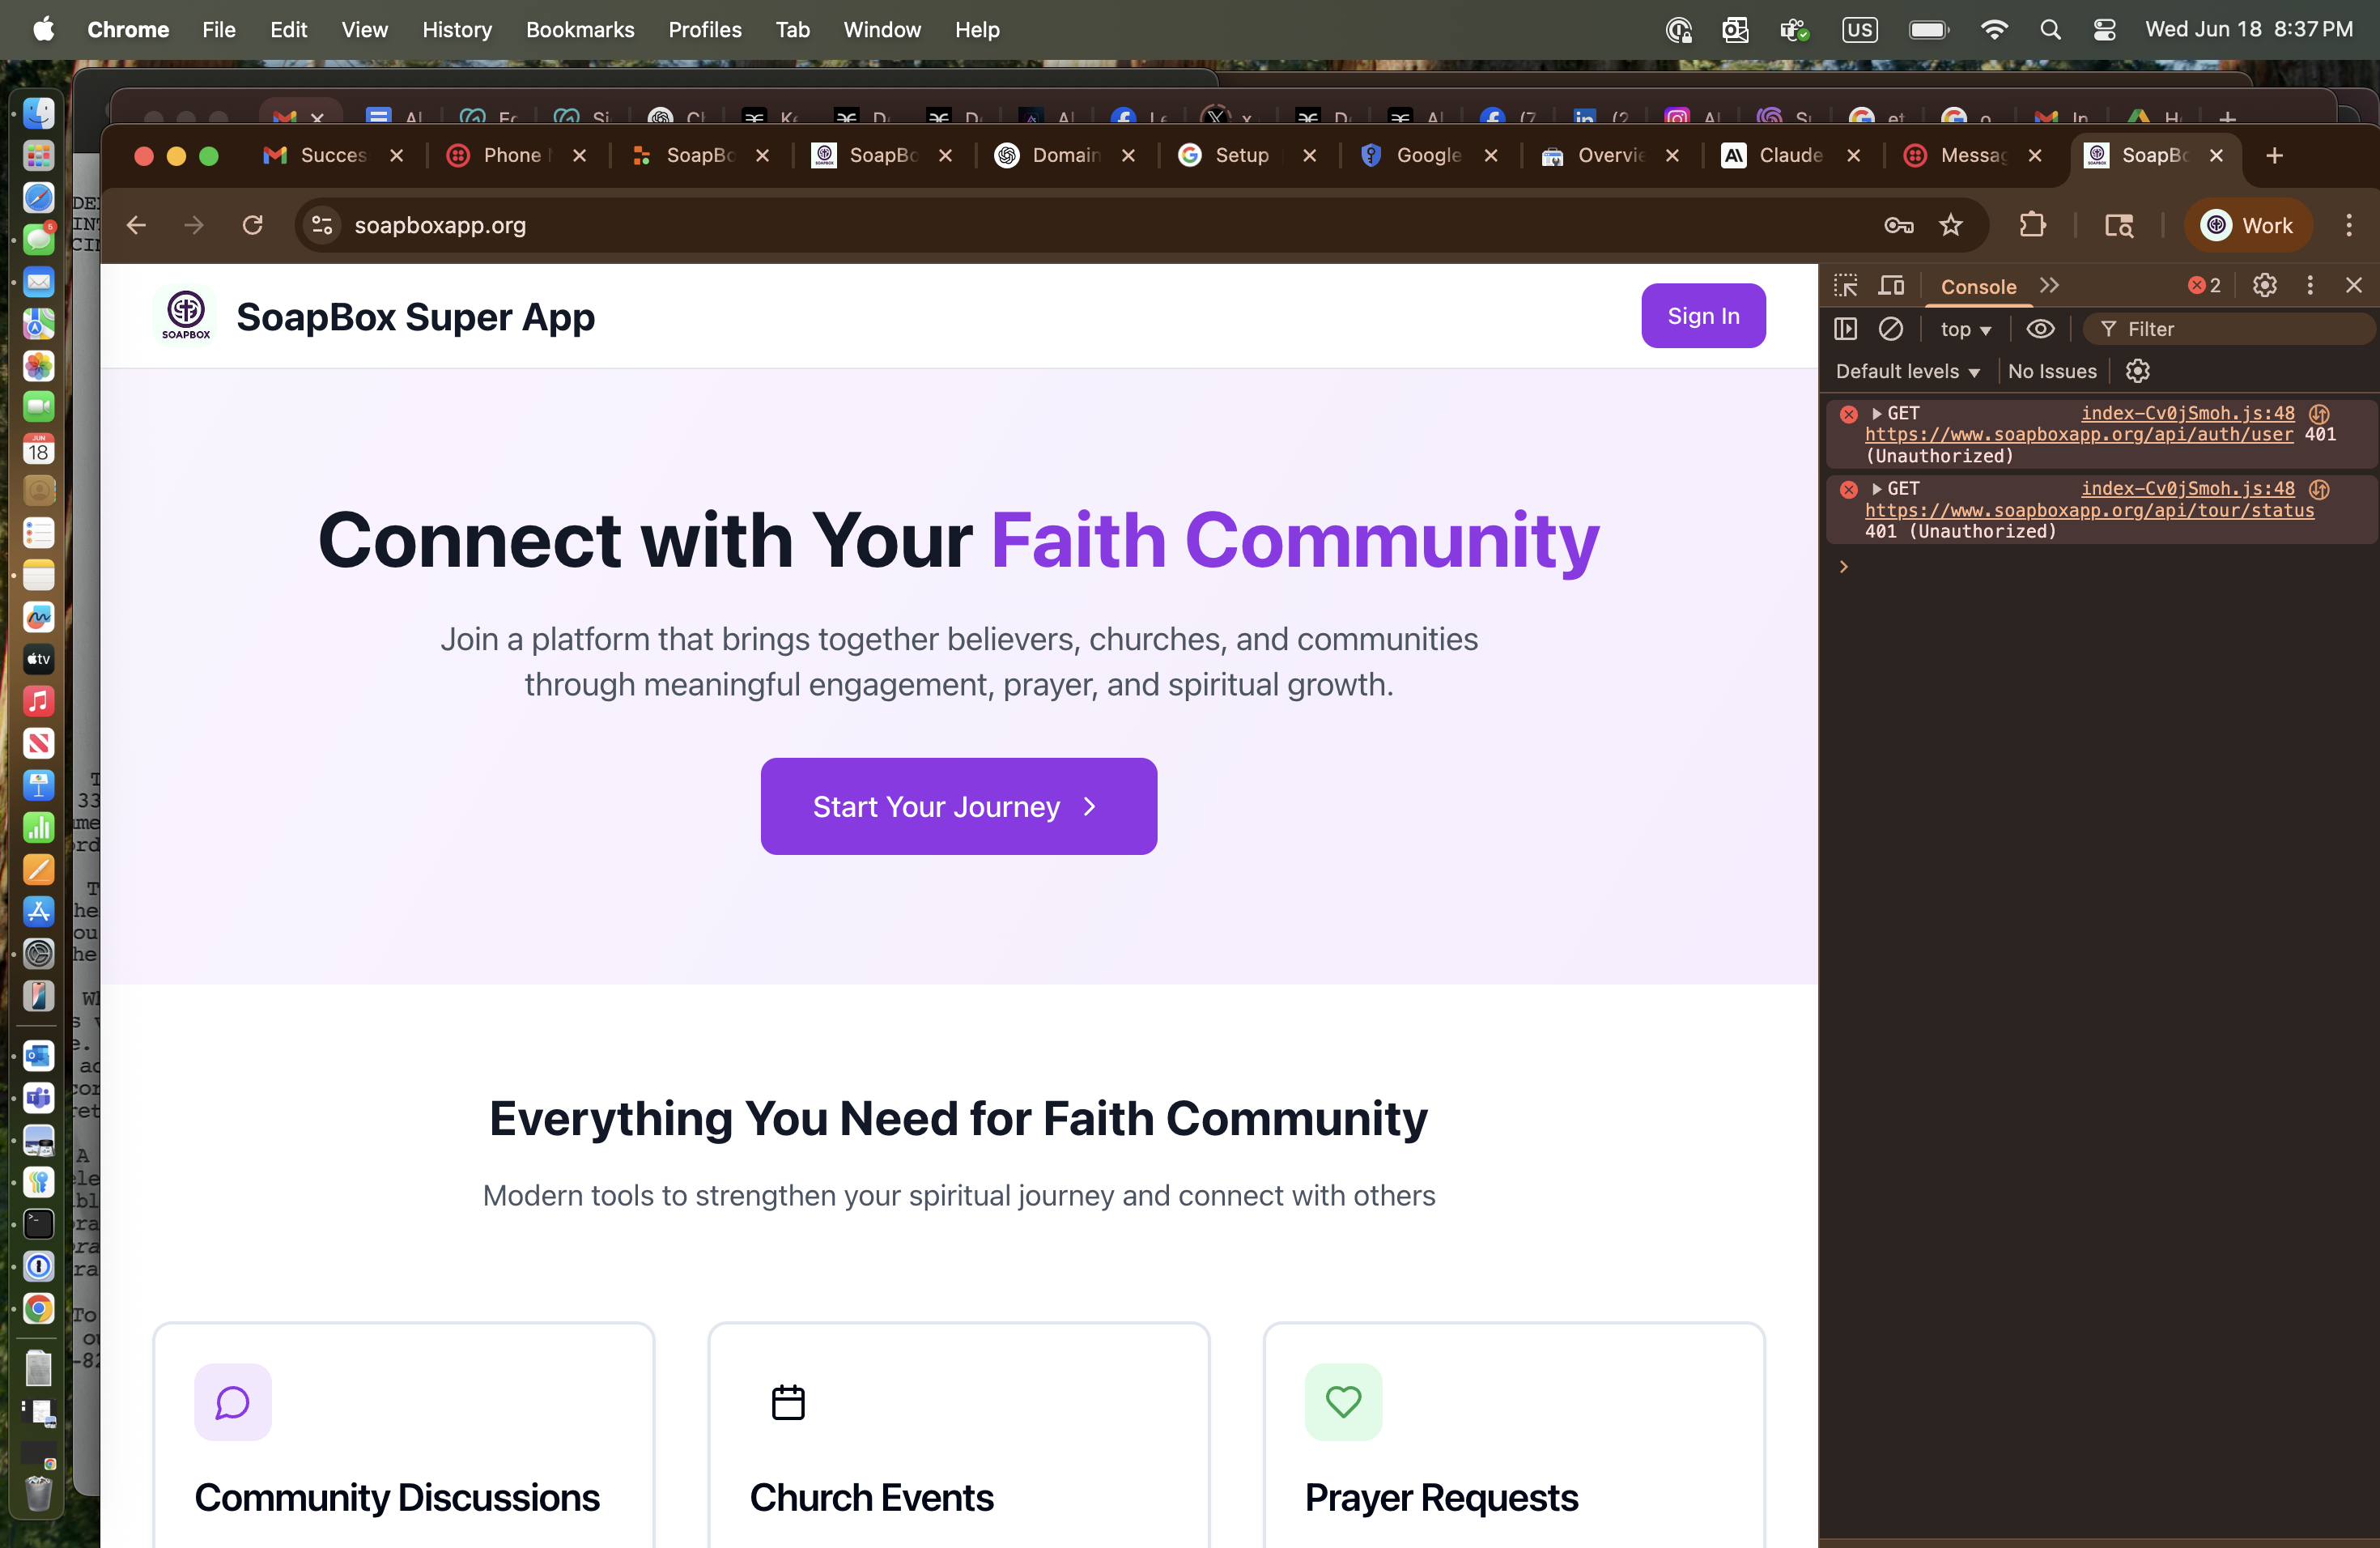 Chrome File Edit View History Bookmarks Profiles Tab Window Help US Wed Jun 18 8:37 PM
Succes Phone SoapBo SoapBo Domain Setup Google Overvie Claude Messag SoapBo
soapboxapp.org Work
SOAPBOX SoapBox Super App Sign In
Connect with Your Faith Community
Join a platform that brings together believers, churches, and communities
through meaningful engagement, prayer, and spiritual growth.
Start Your Journey
Everything You Need for Faith Community
Modern tools to strengthen your spiritual journey and connect with others
Community Discussions
Church Events
Prayer Requests
Console 2
top Filter
Default levels No Issues
GET index-Cv0jSmoh.js:48
https://www.soapboxapp.org/api/auth/user 401
(Unauthorized)
GET index-Cv0jSmoh.js:48
https://www.soapboxapp.org/api/tour/status
401 (Unauthorized)
JUN
18
tv